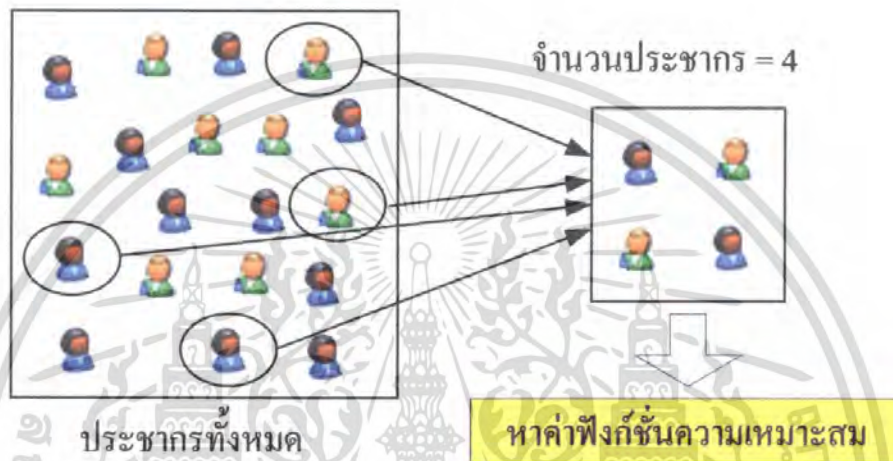 จำนวนประชากร = 4
ประชากรทั้งหมด
หาค่าฟังก์ชั่นความเหมาะสม